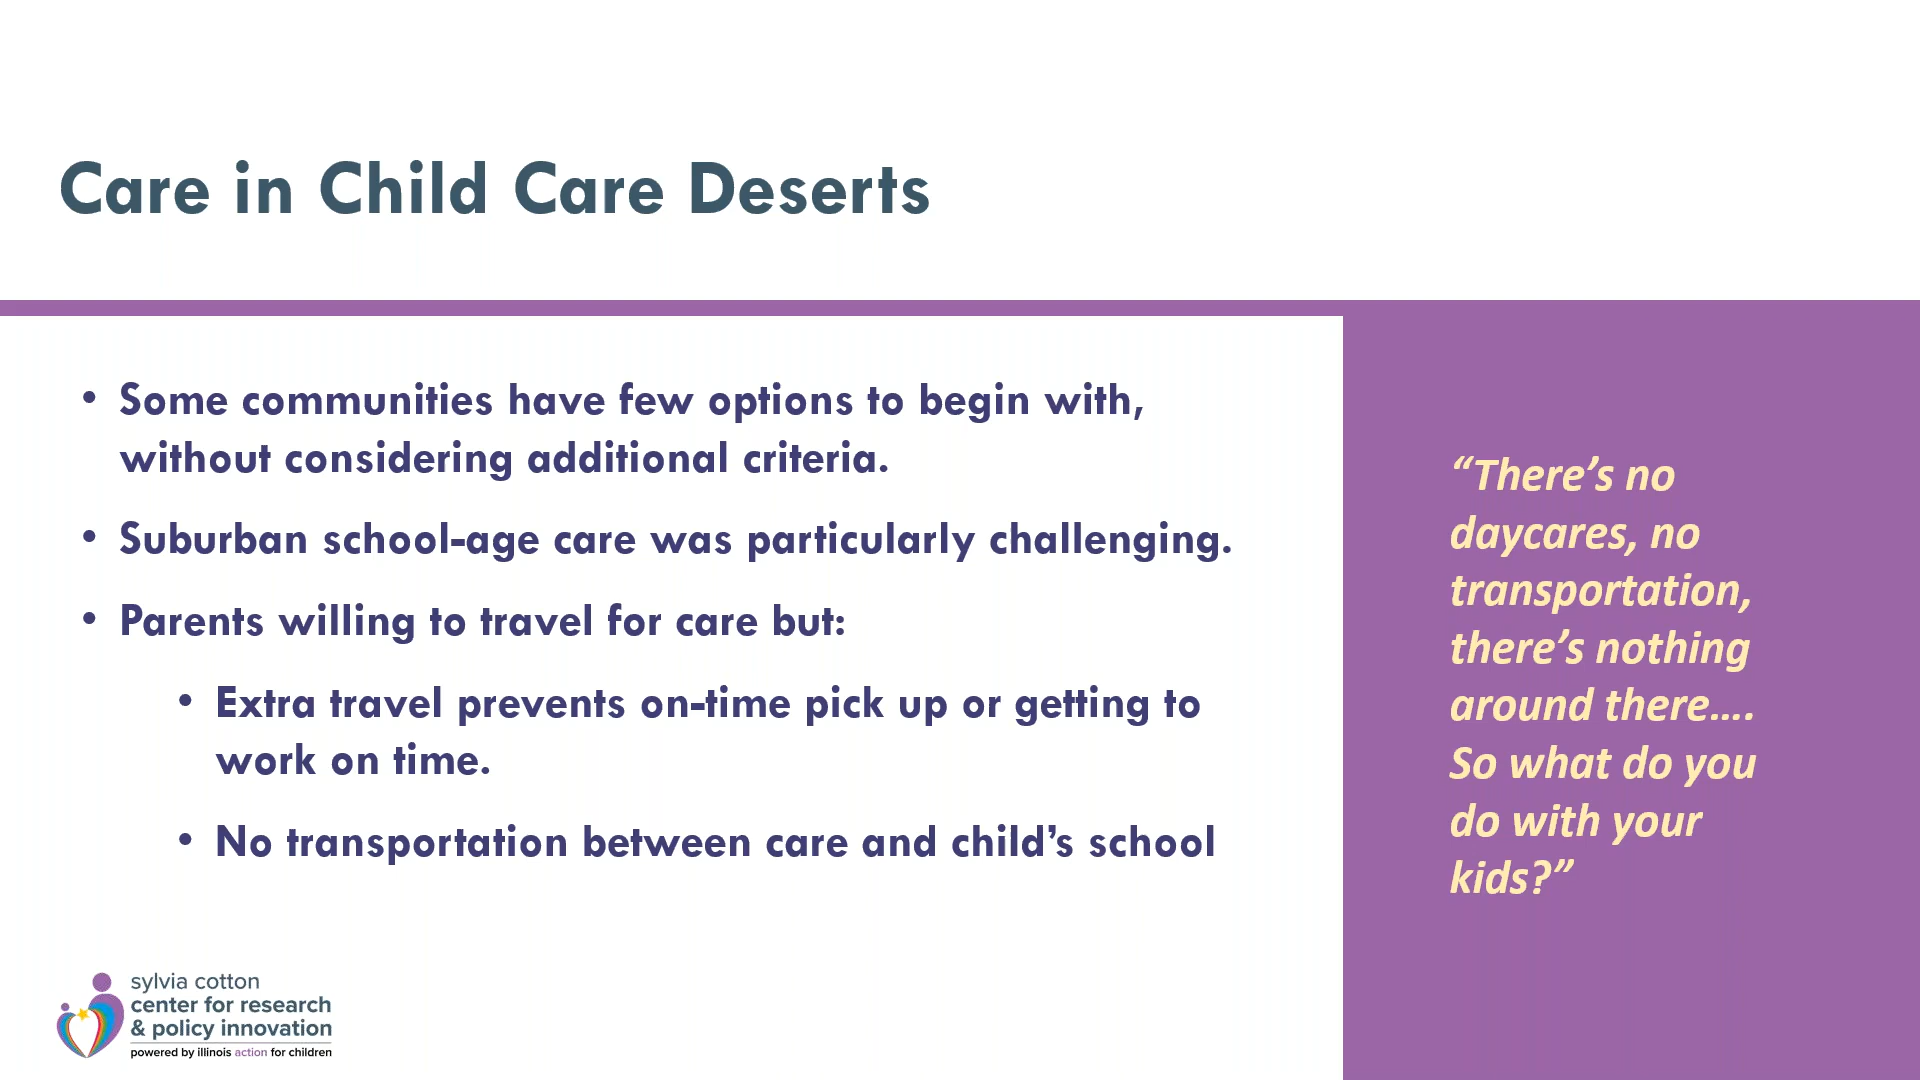 Care in Child Care Deserts
• Some communities have few options to begin with,
without considering additional criteria.
• Suburban school-age care was particularly challenging.
• Parents willing to travel for care but:
• Extra travel prevents on-time pick up or getting to
work on time.
• No transportation between care and child’s school
“There’s no
daycares, no
transportation,
there’s nothing
around there....
So what do you
do with your
kids?”
sylvia cotton
center for research
& policy innovation
powered by illinois action for children